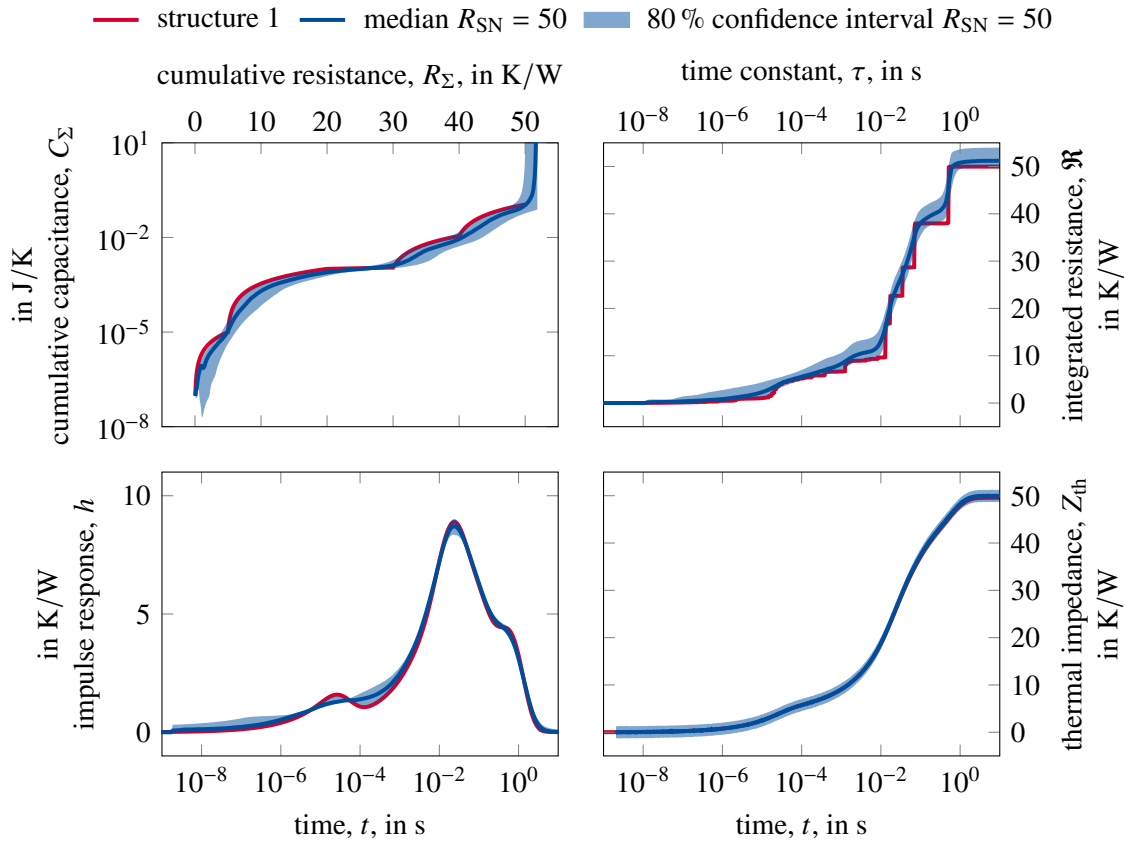 structure 1 median R_SN = 50 80 % confidence interval R_SN = 50
cumulative resistance, R_Σ, in K/W
0 10 20 30 40 50
cumulative capacitance, C_Σ
in J/K
10^1
10^−2
10^−5
10^−8
time constant, τ, in s
10^−8 10^−6 10^−4 10^−2 10^0
50
40
30
20
10
0
integrated resistance, ℜ
in K/W
impulse response, h
in K/W
10
5
0
10^−8 10^−6 10^−4 10^−2 10^0
time, t, in s
50
40
30
20
10
0
thermal impedance, Z_th
in K/W
10^−8 10^−6 10^−4 10^−2 10^0
time, t, in s